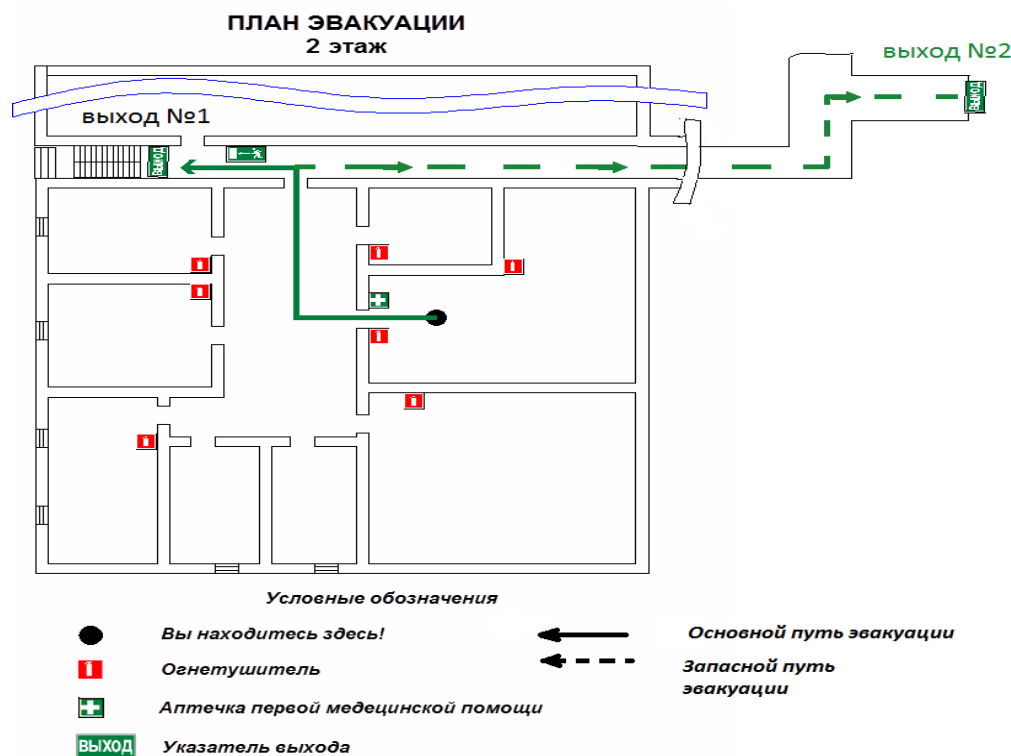 ПЛАН ЭВАКУАЦИИ
2 этаж
выход №2
выход №1
ВЫХОД
ВЫХОД
Условные обозначения
Вы находитесь здесь!
Основной путь эвакуации
Огнетушитель
Запасной путь
эвакуации
Аптечка первой медецинской помощи
ВЫХОД
Указатель выхода